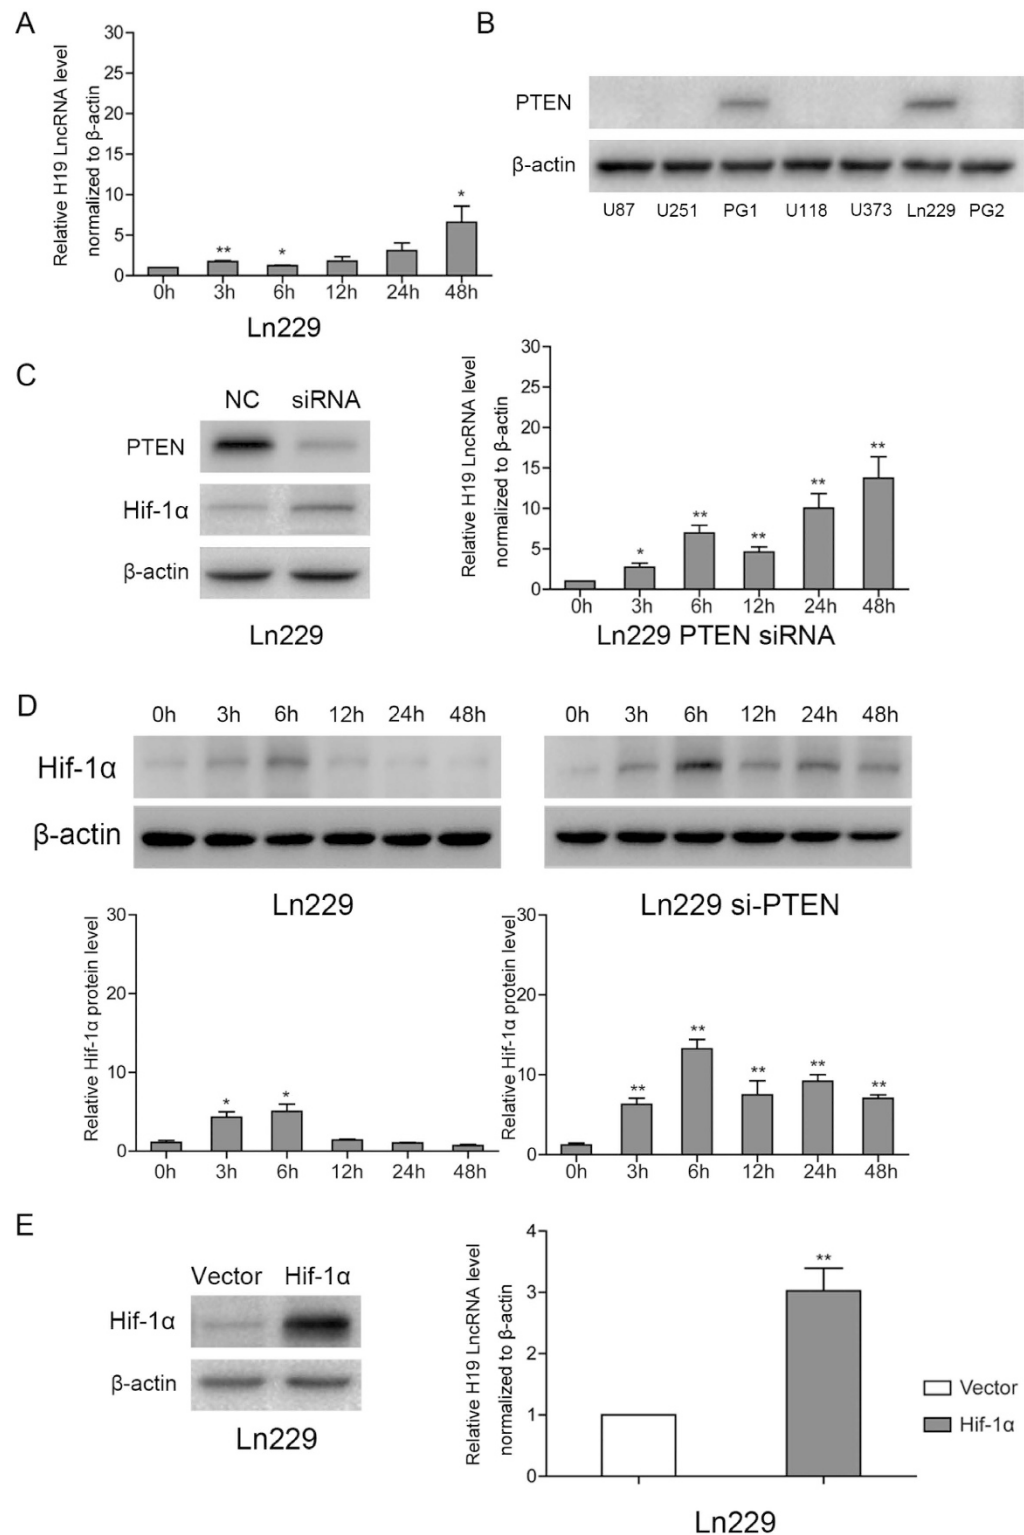 A
Relative H19 LncRNA level
normalized to β-actin
30
25
20
15
10
5
0
** * *
0h 3h 6h 12h 24h 48h
Ln229
B
PTEN
β-actin
U87 U251 PG1 U118 U373 Ln229 PG2
C
NC siRNA
PTEN
Hif-1α
β-actin
Ln229
Relative H19 LncRNA level
normalized to β-actin
30
25
20
15
10
5
0
* ** ** ** **
0h 3h 6h 12h 24h 48h
Ln229 PTEN siRNA
D
0h 3h 6h 12h 24h 48h
0h 3h 6h 12h 24h 48h
Hif-1α
β-actin
Ln229
Ln229 si-PTEN
Relative Hif-1α protein level
30
20
10
0
* *
0h 3h 6h 12h 24h 48h
Relative Hif-1α protein level
30
20
10
0
** ** ** ** **
0h 3h 6h 12h 24h 48h
E
Vector Hif-1α
Hif-1α
β-actin
Ln229
Relative H19 LncRNA level
normalized to β-actin
4
3
2
1
0
**
Vector
Hif-1α
Ln229